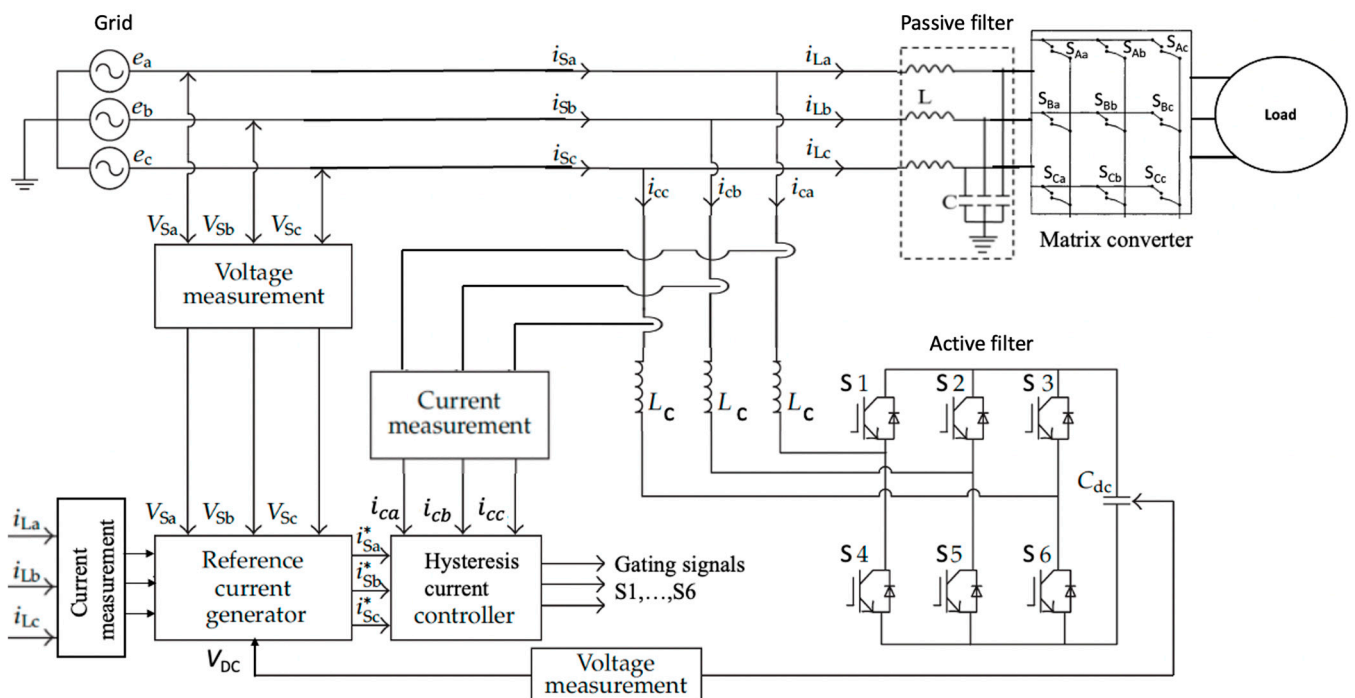 Grid
Passive filter
e_a
i_Sa
i_La
S_Aa
S_Ab
S_Ac
L
e_b
i_Sb
i_Lb
S_Ba
S_Bb
S_Bc
Load
e_c
i_Sc
i_Lc
S_Ca
S_Cb
S_Cc
i_cc
i_cb
i_ca
C
Matrix converter
V_Sa
V_Sb
V_Sc
Voltage
measurement
Active filter
S 1
S 2
S 3
Current
measurement
L_C
L_C
L_C
C_dc
i_La
i_Lb
i_Lc
Current
measurement
V_Sa
V_Sb
V_Sc
i_ca
i_cb
i_cc
Reference
current
generator
i*_Sa
i*_Sb
i*_Sc
Hysteresis
current
controller
Gating signals
S1,...,S6
S 4
S 5
S 6
V_DC
Voltage
measurement